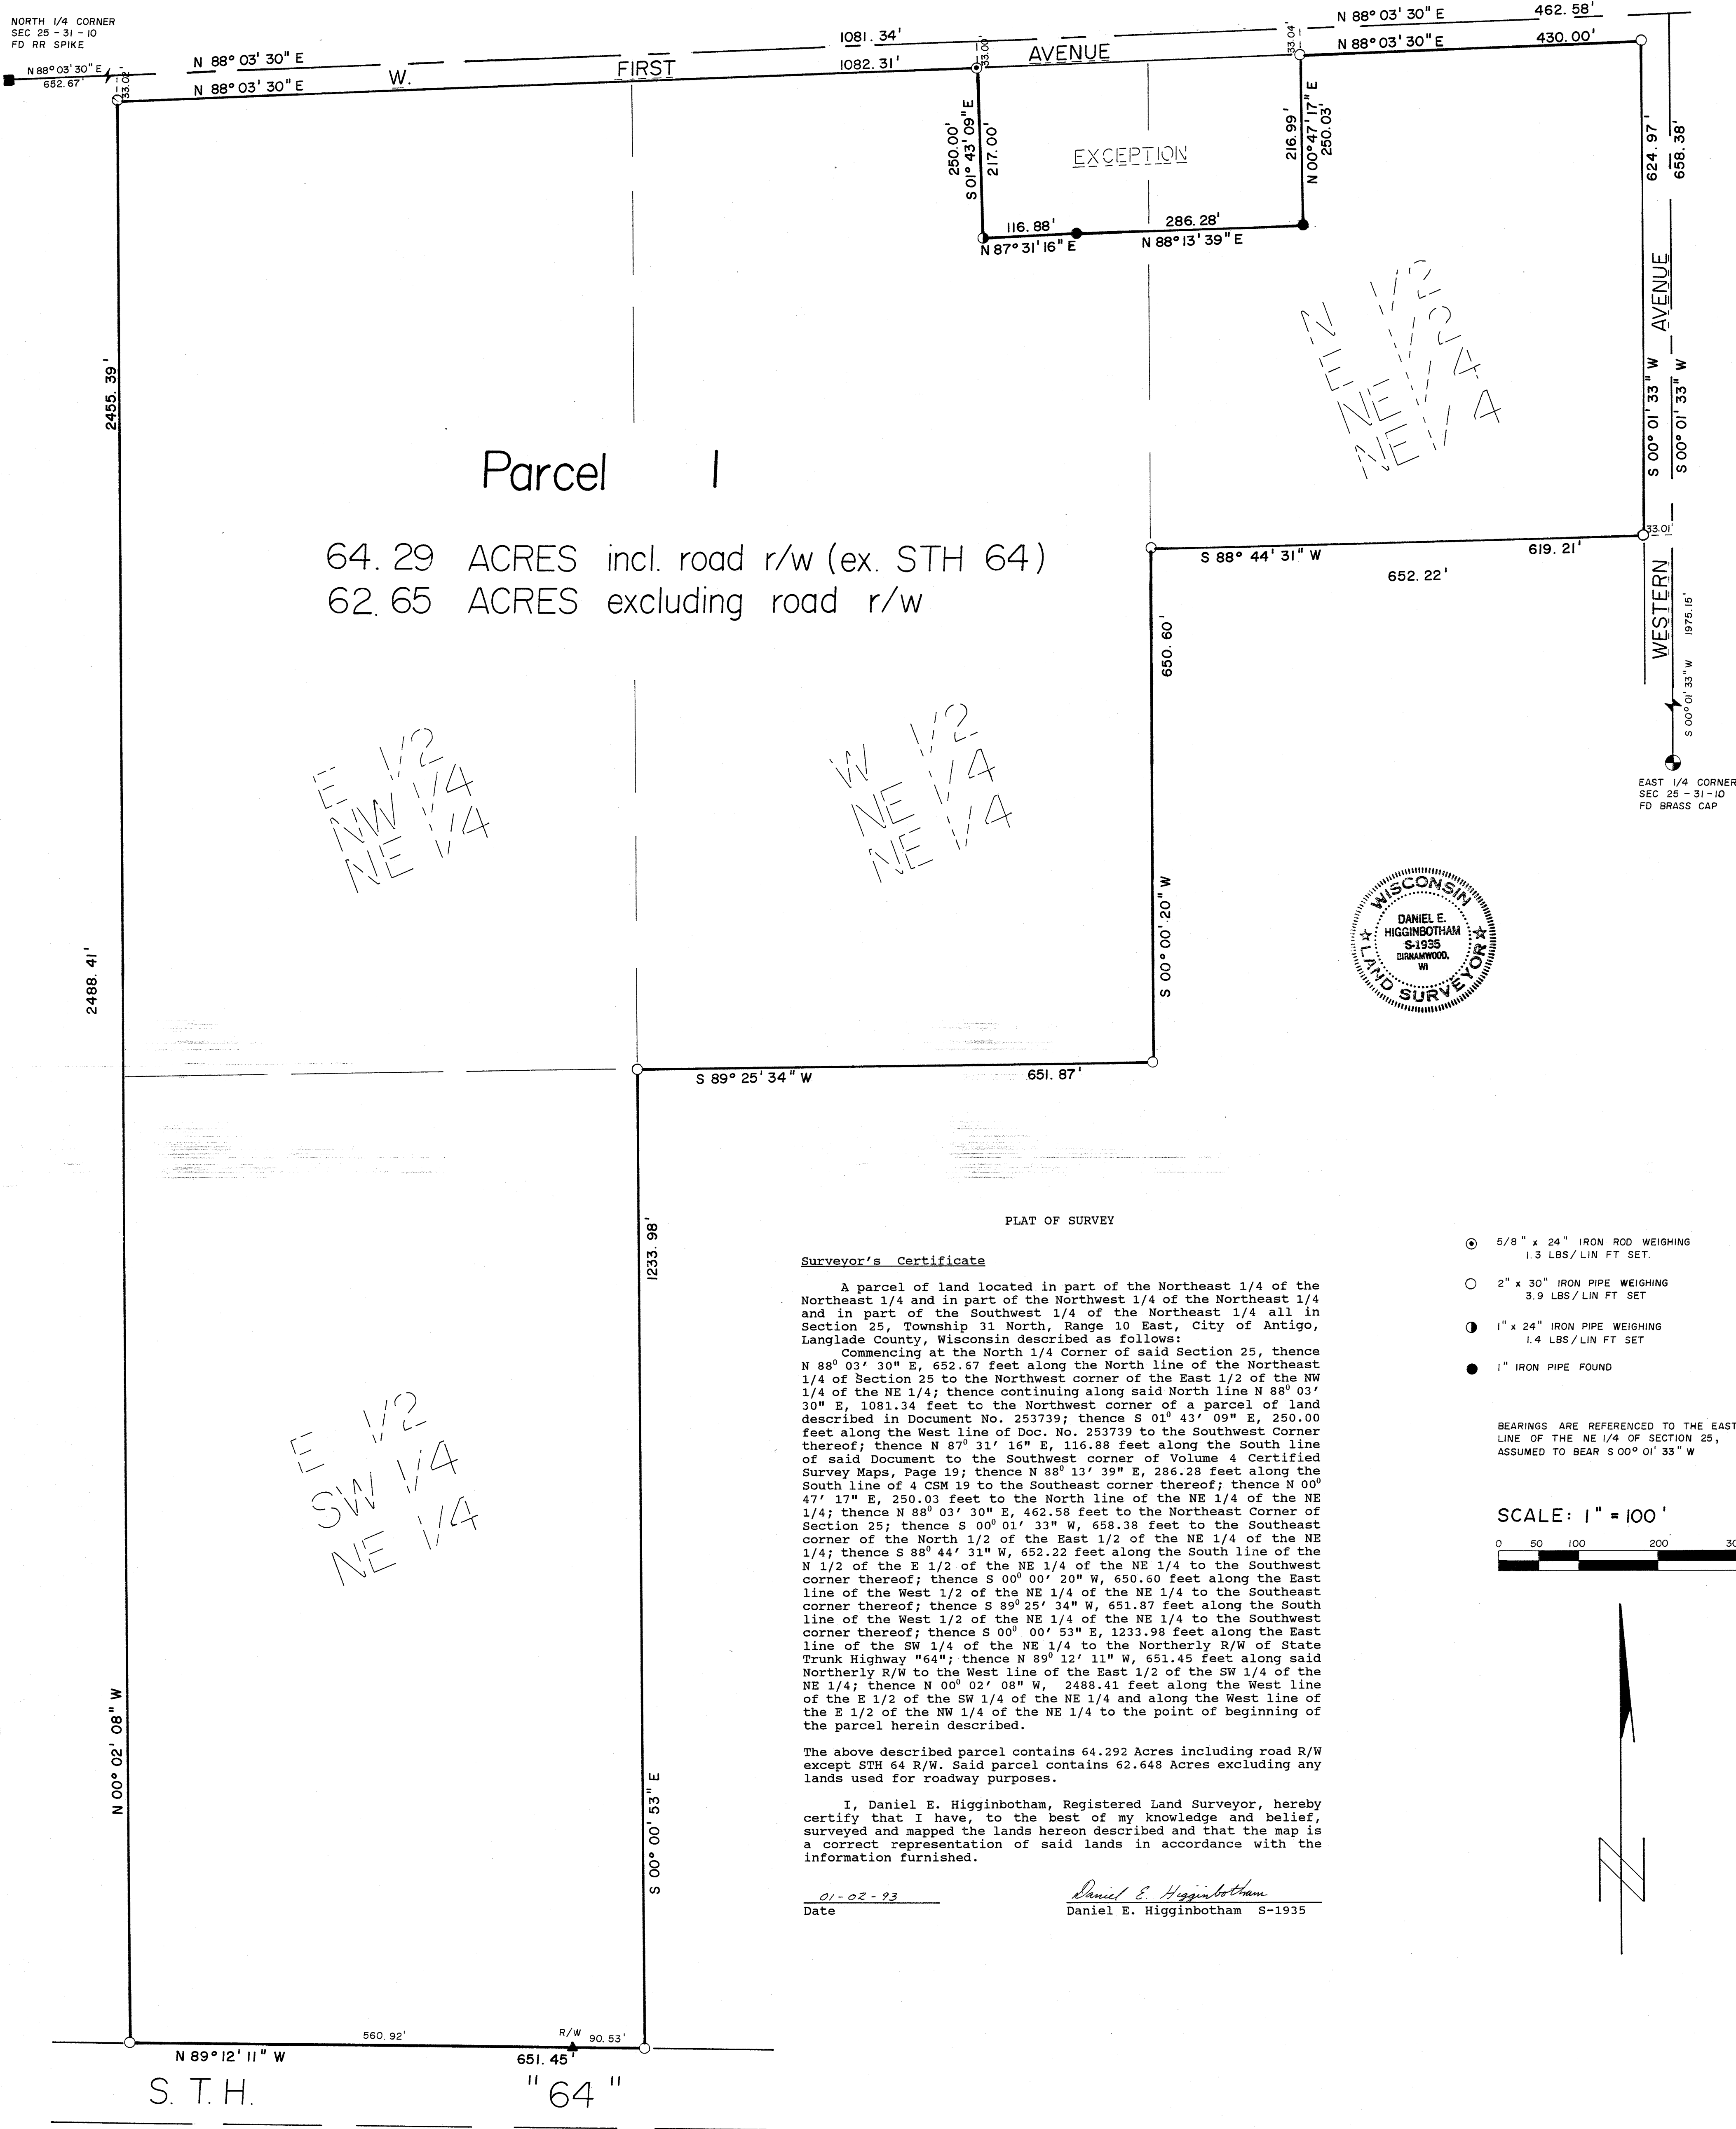 NORTH 1/4 CORNER
SEC 25 - 31 - 10
FD RR SPIKE
N 88° 03' 30" E
652.67'
33.02'
N 88° 03' 30" E
1081.34'
N 88° 03' 30" E
462.58'
W. FIRST AVENUE
N 88° 03' 30" E
1082.31'
33.00'
33.04'
N 88° 03' 30" E
430.00'
250.00'
S 01° 43' 09" E
217.00'
EXCEPTION
216.99'
N 00° 47' 17" E
250.03'
116.88'
N 87° 31' 16" E
286.28'
N 88° 13' 39" E
624.97'
658.38'
WESTERN AVENUE
S 00° 01' 33" W
S 00° 01' 33" W
N 1/2
E 1/2
NE 1/4
NE 1/4
2455.39'
Parcel 1
64.29 ACRES incl. road r/w (ex. STH 64)
62.65 ACRES excluding road r/w
S 88° 44' 31" W
619.21'
652.22'
33.01'
650.60'
S 00° 00' 20" W
S 00° 01' 33" W 1975.15'
EAST 1/4 CORNER
SEC 25 - 31 - 10
FD BRASS CAP
E 1/2
NW 1/4
NE 1/4
W 1/2
NE 1/4
NE 1/4
WISCONSIN
DANIEL E.
HIGGINBOTHAM
S-1935
BIRNAMWOOD,
WI
LAND SURVEYOR
2488.41'
S 89° 25' 34" W
651.87'
1233.98'
S 00° 00' 53" E
N 00° 02' 08" W
E 1/2
SW 1/4
NE 1/4
PLAT OF SURVEY
Surveyor's Certificate
A parcel of land located in part of the Northeast 1/4 of the
Northeast 1/4 and in part of the Northwest 1/4 of the Northeast 1/4
and in part of the Southwest 1/4 of the Northeast 1/4 all in
Section 25, Township 31 North, Range 10 East, City of Antigo,
Langlade County, Wisconsin described as follows:
Commencing at the North 1/4 Corner of said Section 25, thence
N 88° 03' 30" E, 652.67 feet along the North line of the Northeast
1/4 of Section 25 to the Northwest corner of the East 1/2 of the NW
1/4 of the NE 1/4; thence continuing along said North line N 88° 03'
30" E, 1081.34 feet to the Northwest corner of a parcel of land
described in Document No. 253739; thence S 01° 43' 09" E, 250.00
feet along the West line of Doc. No. 253739 to the Southwest Corner
thereof; thence N 87° 31' 16" E, 116.88 feet along the South line
of said Document to the Southwest corner of Volume 4 Certified
Survey Maps, Page 19; thence N 88° 13' 39" E, 286.28 feet along the
South line of 4 CSM 19 to the Southeast corner thereof; thence N 00°
47' 17" E, 250.03 feet to the North line of the NE 1/4 of the NE
1/4; thence N 88° 03' 30" E, 462.58 feet to the Northeast Corner of
Section 25; thence S 00° 01' 33" W, 658.38 feet to the Southeast
corner of the North 1/2 of the East 1/2 of the NE 1/4 of the NE
1/4; thence S 88° 44' 31" W, 652.22 feet along the South line of the
N 1/2 of the E 1/2 of the NE 1/4 of the NE 1/4 to the Southwest
corner thereof; thence S 00° 00' 20" W, 650.60 feet along the East
line of the West 1/2 of the NE 1/4 of the NE 1/4 to the Southeast
corner thereof; thence S 89° 25' 34" W, 651.87 feet along the South
line of the West 1/2 of the NE 1/4 of the NE 1/4 to the Southwest
corner thereof; thence S 00° 00' 53" E, 1233.98 feet along the East
line of the SW 1/4 of the NE 1/4 to the Northerly R/W of State
Trunk Highway "64"; thence N 89° 12' 11" W, 651.45 feet along said
Northerly R/W to the West line of the East 1/2 of the SW 1/4 of the
NE 1/4; thence N 00° 02' 08" W, 2488.41 feet along the West line
of the E 1/2 of the SW 1/4 of the NE 1/4 and along the West line of
the E 1/2 of the NW 1/4 of the NE 1/4 to the point of beginning of
the parcel herein described.
The above described parcel contains 64.292 Acres including road R/W
except STH 64 R/W. Said parcel contains 62.648 Acres excluding any
lands used for roadway purposes.
I, Daniel E. Higginbotham, Registered Land Surveyor, hereby
certify that I have, to the best of my knowledge and belief,
surveyed and mapped the lands hereon described and that the map is
a correct representation of said lands in accordance with the
information furnished.
01-02-93
Daniel E. Higginbotham
Date
Daniel E. Higginbotham S-1935
5/8" x 24" IRON ROD WEIGHING
1.3 LBS/LIN FT SET.
2" x 30" IRON PIPE WEIGHING
3.9 LBS/LIN FT SET
1" x 24" IRON PIPE WEIGHING
1.4 LBS/LIN FT SET
1" IRON PIPE FOUND
BEARINGS ARE REFERENCED TO THE EAST
LINE OF THE NE 1/4 OF SECTION 25,
ASSUMED TO BEAR S 00° 01' 33" W
SCALE: 1" = 100'
0 50 100 200 30
N
560.92'
R/W
90.53'
N 89° 12' 11" W
651.45'
S. T. H. "64"